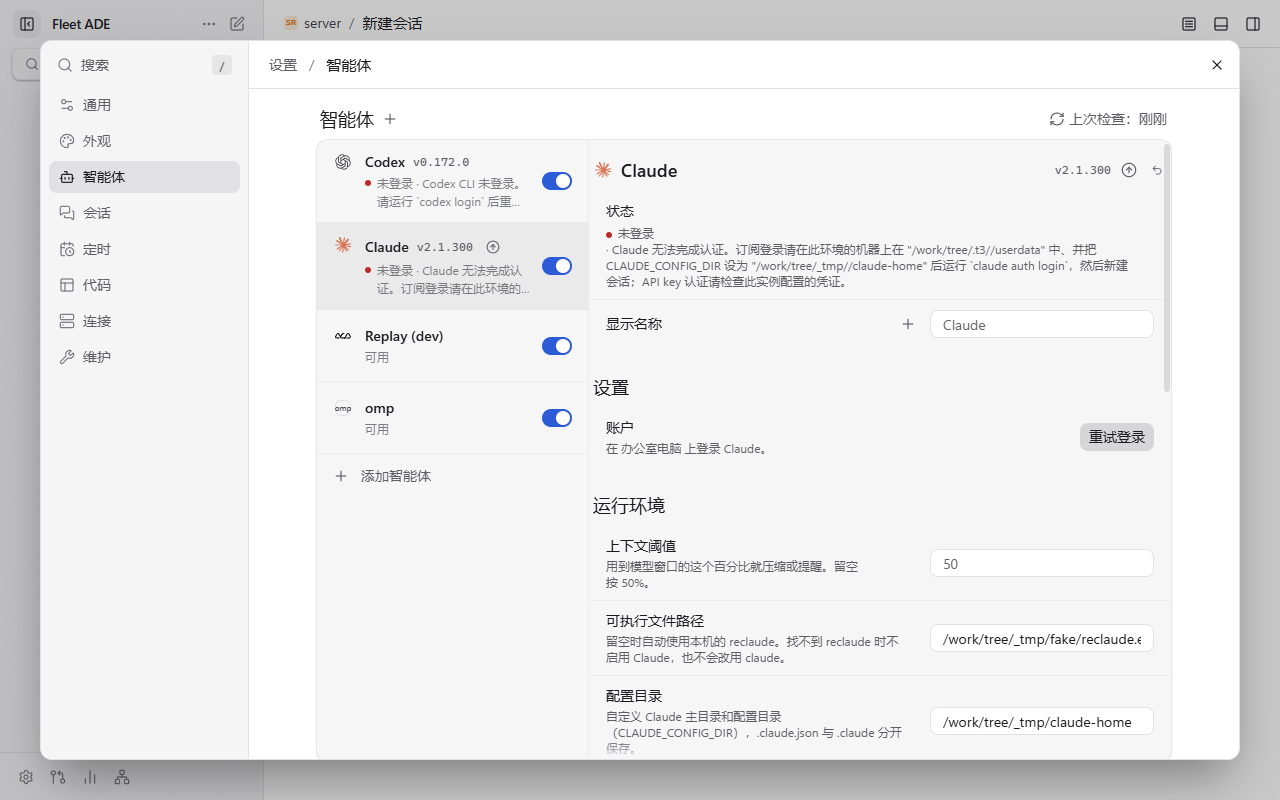 Fleet ADE
SR server / 新建会话
搜索 /
通用
外观
智能体
会话
定时
代码
连接
维护
设置 / 智能体
智能体
上次检查：刚刚
Codex v0.172.0
未登录 · Codex CLI 未登录。
请运行 `codex login` 后重...
Claude v2.1.300
未登录 · Claude 无法完成认
证。订阅登录请在此环境的...
Replay (dev)
可用
omp omp
可用
添加智能体
Claude
v2.1.300
状态
未登录
· Claude 无法完成认证。订阅登录请在此环境的机器上在 "/work/tree/.t3//userdata" 中、并把
CLAUDE_CONFIG_DIR 设为 "/work/tree/_tmp//claude-home" 后运行 `claude auth login`，然后新建
会话；API key 认证请检查此实例配置的凭证。
显示名称
Claude
设置
账户
在 办公室电脑 上登录 Claude。
重试登录
运行环境
上下文阈值
用到模型窗口的这个百分比就压缩或提醒。留空
按 50%。
50
可执行文件路径
留空时自动使用本机的 reclaude。找不到 reclaude 时不
启用 Claude，也不会改用 claude。
/work/tree/_tmp/fake/reclaude.e
配置目录
自定义 Claude 主目录和配置目录
（CLAUDE_CONFIG_DIR），.claude.json 与 .claude 分开
保存。
/work/tree/_tmp/claude-home